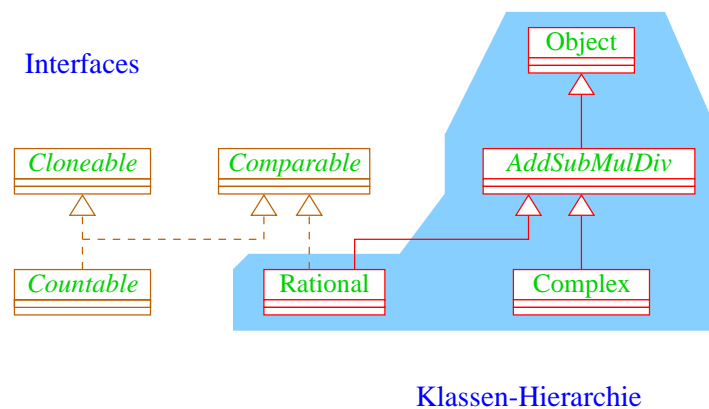 Object
Interfaces
Cloneable
Comparable
AddSubMulDiv
Countable
Rational
Complex
Klassen-Hierarchie